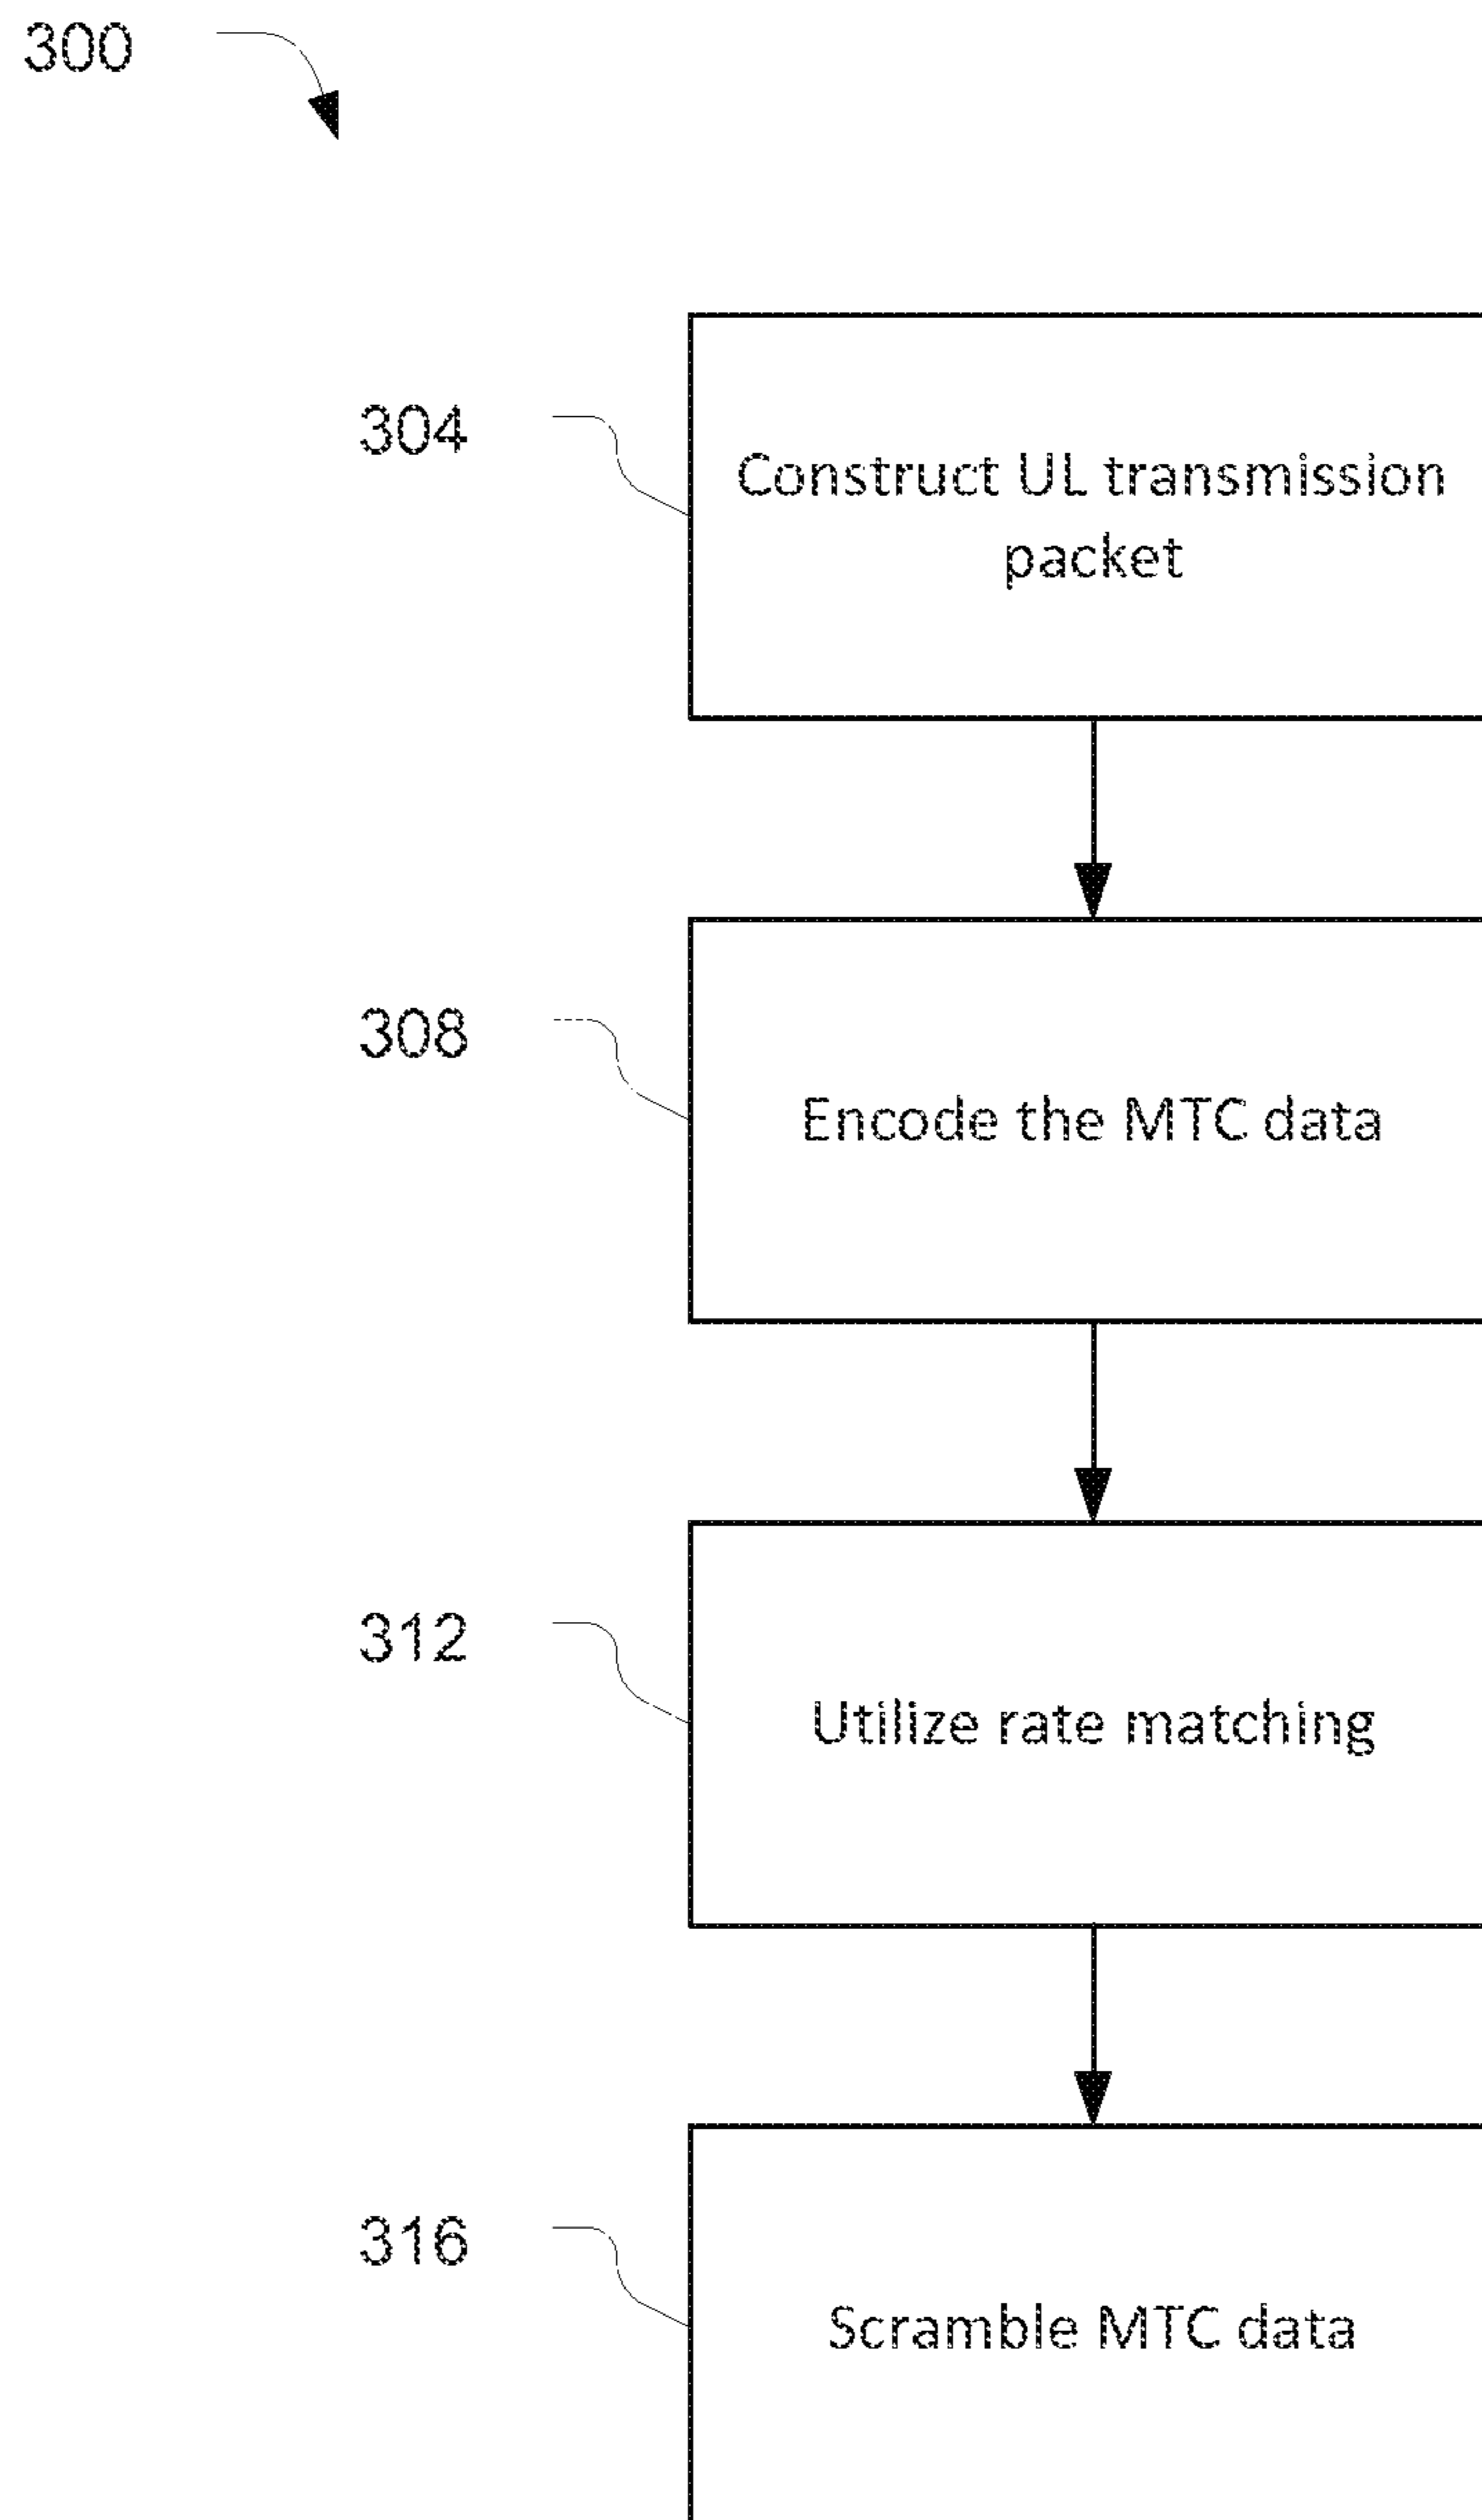 300
304
Construct UL transmission
packet
308
Encode the MTC data
312
Utilize rate matching
316
Scramble MTC data